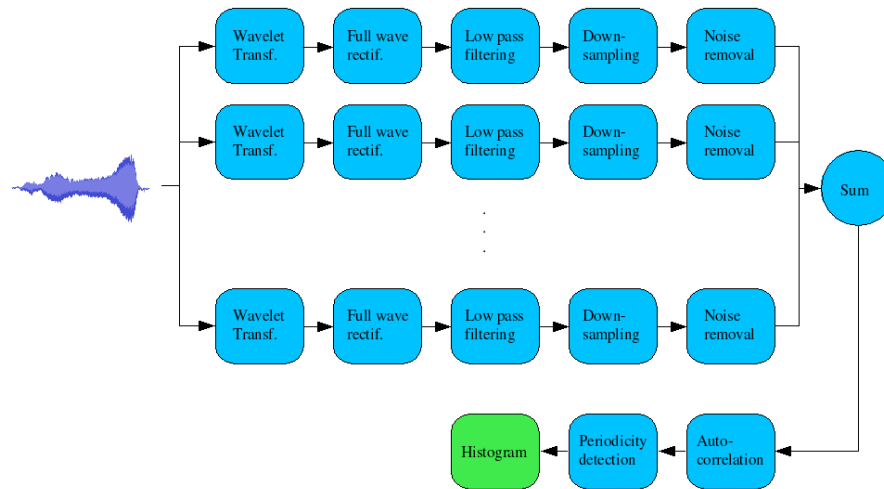 Wavelet
Transf.
Full wave
rectif.
Low pass
filtering
Down-
sampling
Noise
removal
Wavelet
Transf.
Full wave
rectif.
Low pass
filtering
Down-
sampling
Noise
removal
Sum
Wavelet
Transf.
Full wave
rectif.
Low pass
filtering
Down-
sampling
Noise
removal
Histogram
Periodicity
detection
Auto-
correlation